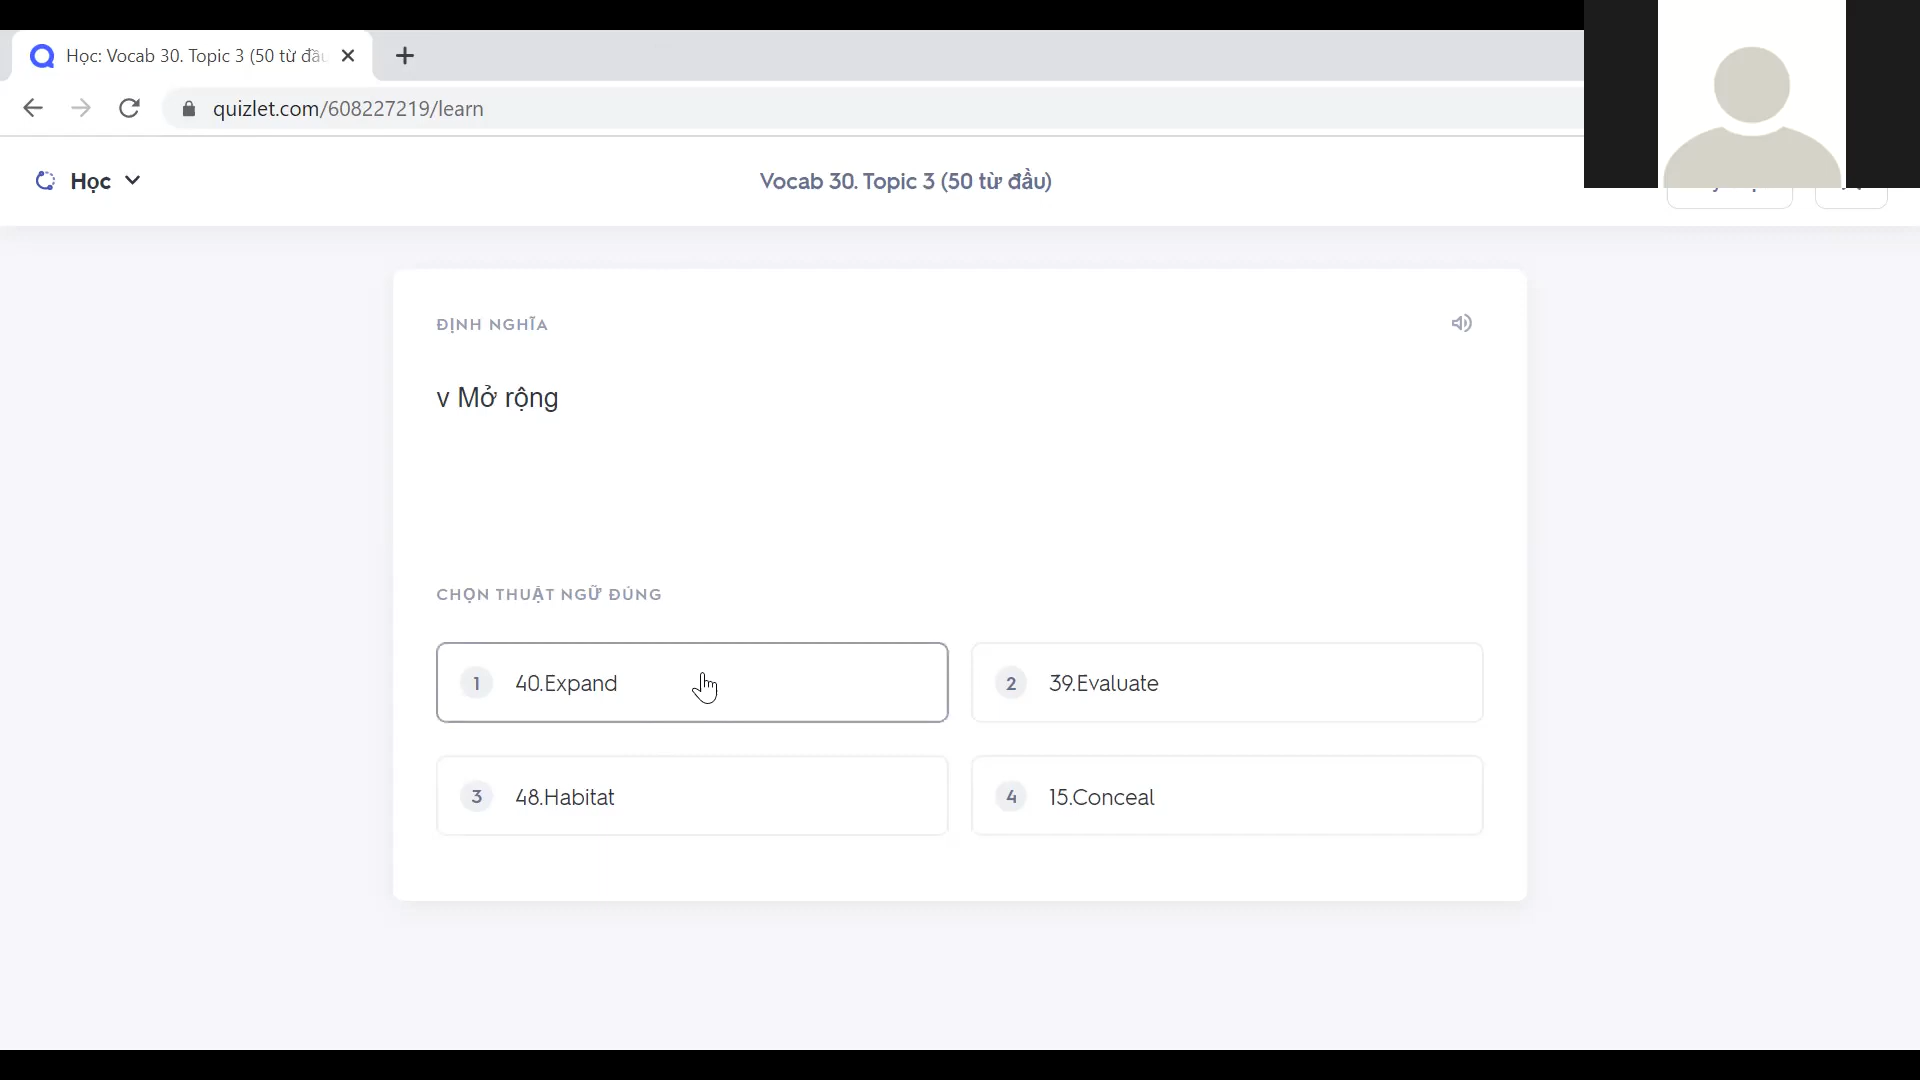 Học: Vocab 30. Topic 3 (50 từ đầu
quizlet.com/608227219/learn
Học
Vocab 30. Topic 3 (50 từ đầu)
ĐỊNH NGHĨA
v Mở rộng
CHỌN THUẬT NGỮ ĐÚNG
1 40.Expand
2 39.Evaluate
3 48.Habitat
4 15.Conceal